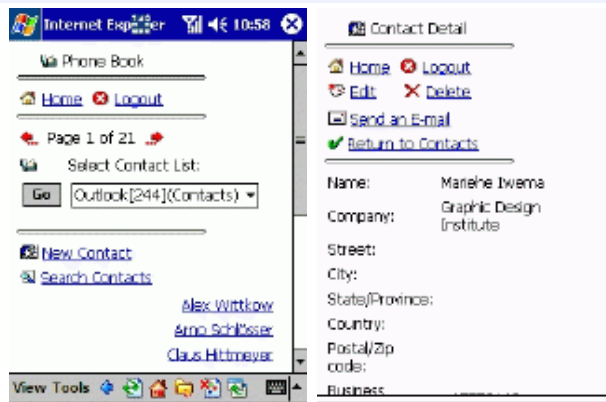 Internet Explorer 10:58
Phone Book
Home Logout
Page 1 of 21
Select Contact List:
Go Outlook[244](Contacts)
New Contact
Search Contacts
Alex Wittkow
Arno Schlösser
Claus Hittmeyer
View Tools
Contact Detail
Home Logout
Edit Delete
Send an E-mail
Return to Contacts
Name: Iwema
Company: Graphic Design
Institute
Street:
City:
State/Province:
Country:
Postal/Zip
code:
Business